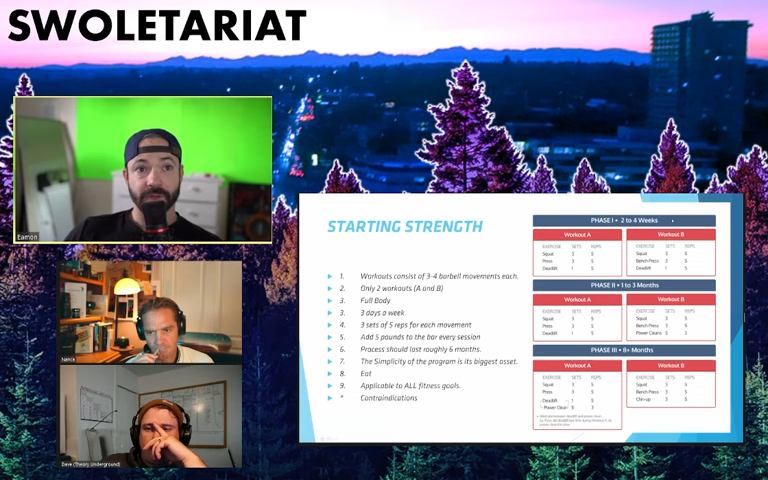 SWOLETARIAT
Eamon
Dave (Theory Underground)
STARTING STRENGTH
1. Workouts consist of 3-4 barbell movements each.
2. Only 2 workouts (A and B)
3. Full Body
3. 3 days a week
4. 3 sets of 5 reps for each movement
5. Add 5 pounds to the bar every session
6. Process should last roughly 6 months.
7. The Simplicity of the program is its biggest asset.
8. Eat
9. Applicable to ALL fitness goals.
* Contraindications
PHASE I • 2 to 4 Weeks
Workout A
EXERCISE SETS REPS
Squat 3 5
Press 3 5
Deadlift 1 5
Workout B
EXERCISE SETS REPS
Squat 3 5
Bench Press 3 5
Deadlift 1 5
PHASE II • 1 to 3 Months
Workout A
EXERCISE SETS REPS
Squat 3 5
Press 3 5
Deadlift 1 5
Workout B
EXERCISE SETS REPS
Squat 3 5
Bench Press 3 5
Power Cleans 5 3
PHASE III •
Months
Workout A
EXERCISE SETS REPS
Squat 3 5
Press 3 5
Deadlift 1 5
Power Clean 5 3
Workout B
EXERCISE SETS REPS
Squat 3 5
Bench Press 3 5
Chin-up 3